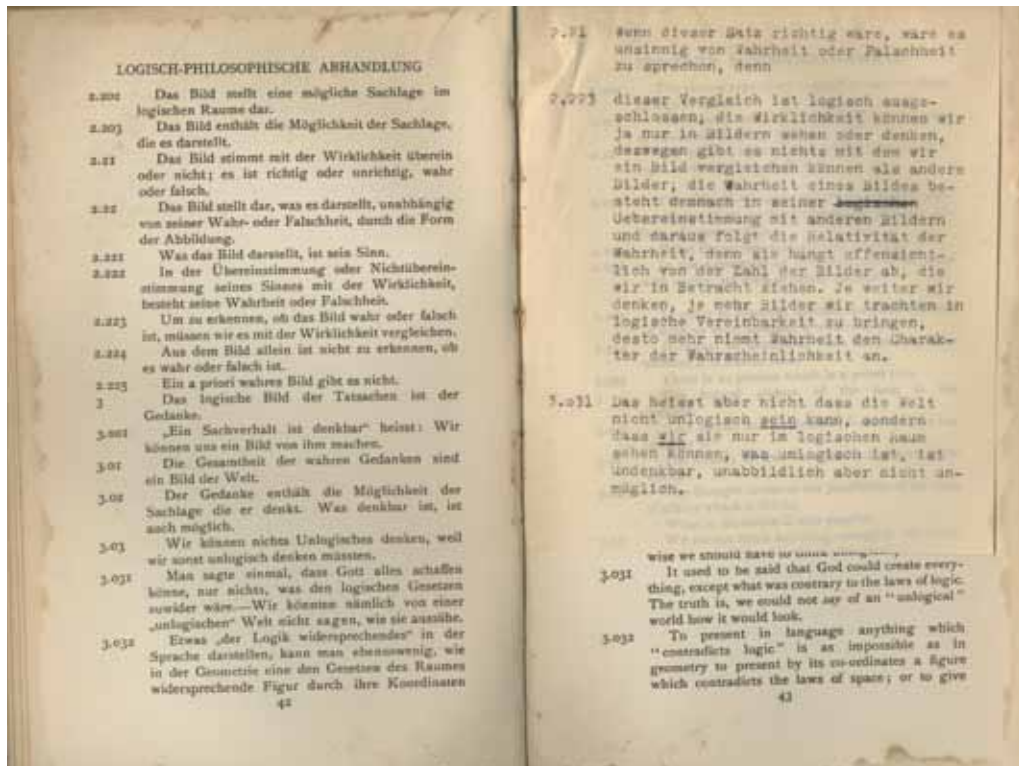 LOGISCH-PHILOSOPHISCHE ABHANDLUNG
2.202 Das Bild stellt eine mögliche Sachlage im
logischen Raume dar.
2.203 Das Bild enthält die Möglichkeit der Sachlage,
die es darstellt.
2.21 Das Bild stimmt mit der Wirklichkeit überein
oder nicht; es ist richtig oder unrichtig, wahr
oder falsch.
2.22 Das Bild stellt dar, was es darstellt, unabhängig
von seiner Wahr- oder Falschheit, durch die Form
der Abbildung.
2.221 Was das Bild darstellt, ist sein Sinn.
2.222 In der Übereinstimmung oder Nichtüberein-
stimmung seines Sinnes mit der Wirklichkeit,
besteht seine Wahrheit oder Falschheit.
2.223 Um zu erkennen, ob das Bild wahr oder falsch
ist, müssen wir es mit der Wirklichkeit vergleichen.
2.224 Aus dem Bild allein ist nicht zu erkennen, ob
es wahr oder falsch ist.
2.225 Ein a priori wahres Bild gibt es nicht.
3 Das logische Bild der Tatsachen ist der
Gedanke.
3.001 „Ein Sachverhalt ist denkbar“ heisst: Wir
können uns ein Bild von ihm machen.
3.01 Die Gesamtheit der wahren Gedanken sind
ein Bild der Welt.
3.02 Der Gedanke enthält die Möglichkeit der
Sachlage die er denkt. Was denkbar ist, ist
auch möglich.
3.03 Wir können nichts Unlogisches denken, weil
wir sonst unlogisch denken müssten.
3.031 Man sagte einmal, dass Gott alles schaffen
könne, nur nichts, was den logischen Gesetzen
zuwider wäre.—Wir könnten nämlich von einer
„unlogischen“ Welt nicht sagen, wie sie aussähe.
3.032 Etwas „der Logik widersprechendes“ in der
Sprache darstellen, kann man ebensowenig, wie
in der Geometrie eine den Gesetzen des Raumes
widersprechende Figur durch ihre Koordinaten
42
2.21 Wenn dieser Satz richtig wäre, wäre es
unsinnig von Wahrheit oder Falschheit
zu sprechen, denn
2,223 dieser Vergleich ist logisch ausge-
schlossen, die Wirklichkeit können wir
ja nur in Bildern sehen oder denken,
deswegen gibt es nichts mit dem wir
ein Bild vergleichen können als andere
Bilder; die Wahrheit eines Bildes be-
steht demnach in seiner logischen
Uebereinstimmung mit anderen Bildern
und daraus folgt die Relativität der
Wahrheit, denn sie hängt offensicht-
lich von der Zahl der Bilder ab, die
wir in Betracht ziehen. Je weiter wir
denken, je mehr Bilder wir trachten in
logische Vereinbarkeit zu bringen,
desto mehr nimmt Wahrheit den Charak-
ter der Wahrscheinlichkeit an.
3.031 Das heisst aber nicht dass die Welt
nicht unlogisch sein kann, sondern
dass wir sie nur im logischen Raum
sehen können, was unlogisch ist, ist
undenkbar, unabbildlich aber nicht un-
möglich.
wise we should have to think
3.031 It used to be said that God could create every-
thing, except what was contrary to the laws of logic.
The truth is, we could not say of an “unlogical”
world how it would look.
3.032 To present in language anything which
“contradicts logic” is as impossible as in
geometry to present by its co-ordinates a figure
which contradicts the laws of space; or to give
43